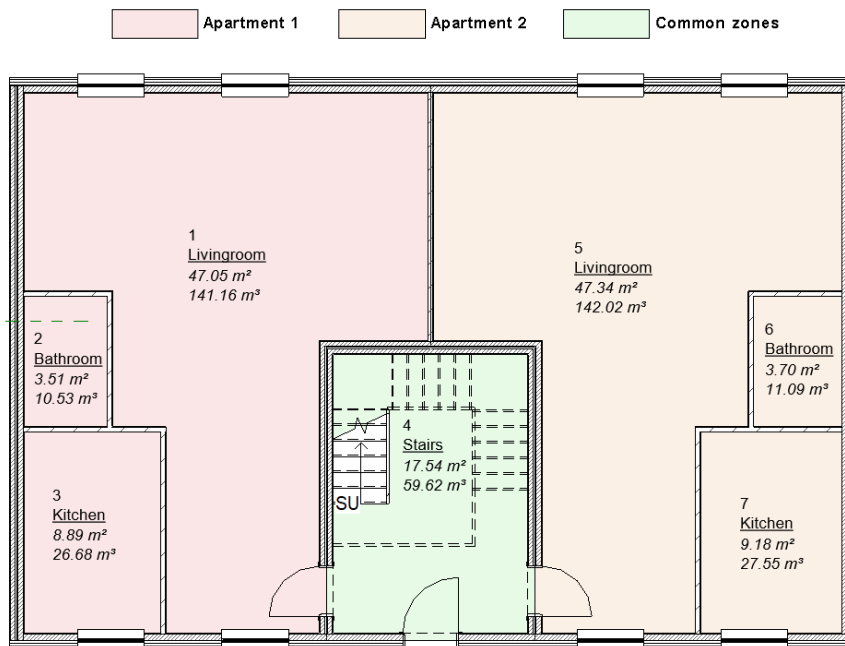 Apartment 1
Apartment 2
Common zones
1
Livingroom
47.05 m²
141.16 m³
5
Livingroom
47.34 m²
142.02 m³
2
Bathroom
3.51 m²
10.53 m³
6
Bathroom
3.70 m²
11.09 m³
4
Stairs
17.54 m²
59.62 m³
SU
3
Kitchen
8.89 m²
26.68 m³
7
Kitchen
9.18 m²
27.55 m³